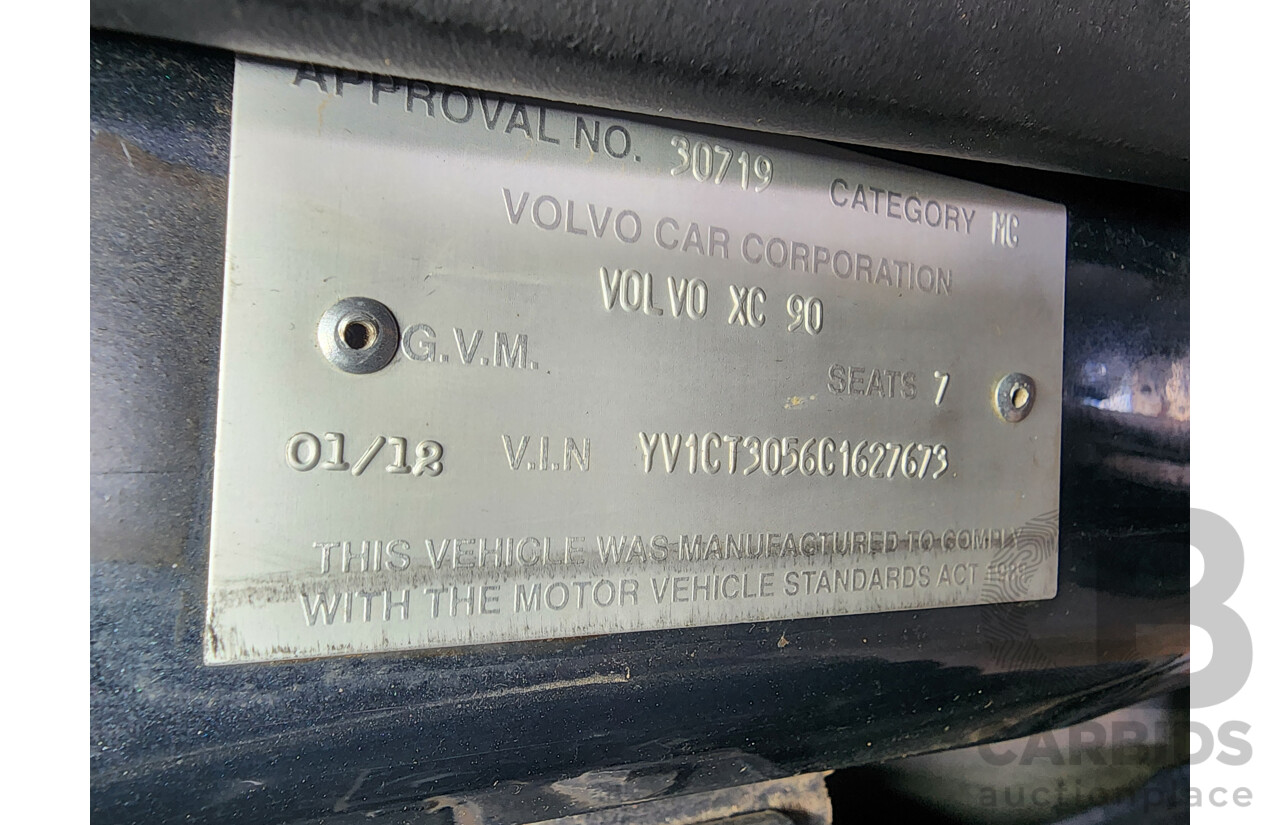 APPROVAL NO. 30719 CATEGORY MC
VOLVO CAR CORPORATION
VOLVO XC 90
G.V.M.
SEATS 7
01/12 V.I.N YV1CT3056C1627673
THIS VEHICLE WAS MANUFACTURED TO COMPLY
WITH THE MOTOR VEHICLE STANDARDS ACT
B
CARBIDS
auctionplace